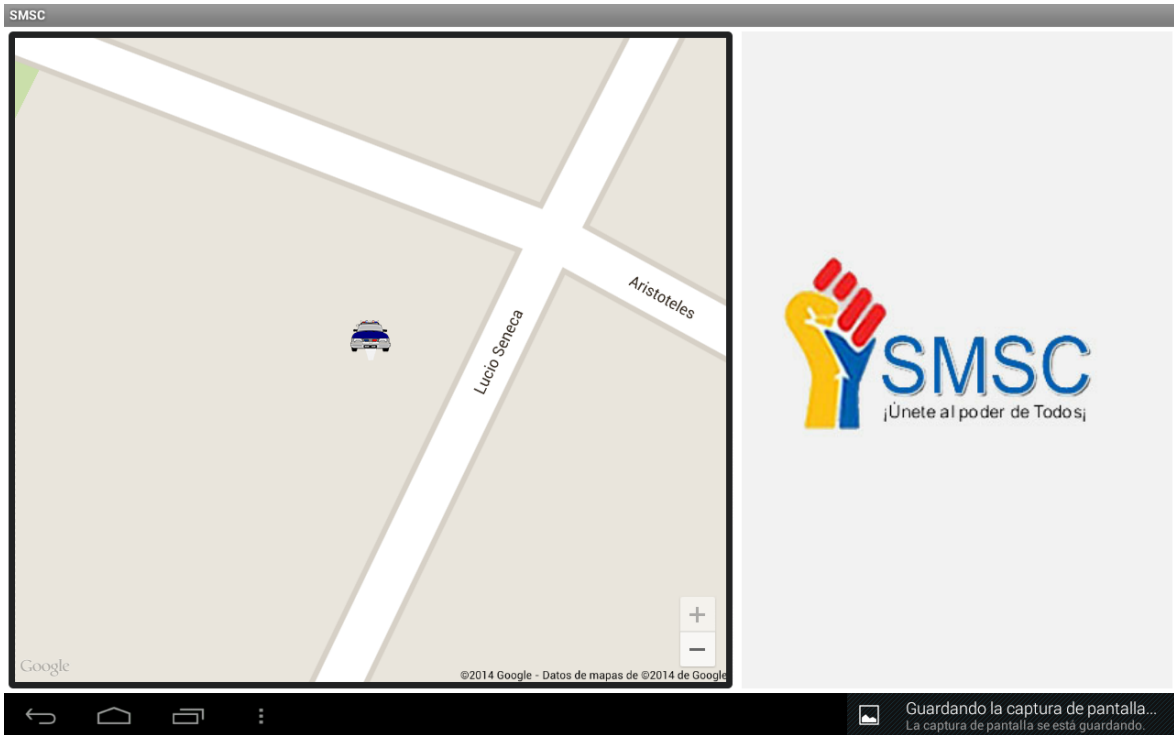 SMSC
Aristoteles
Lucio Seneca
SMSC
¡Únete al poder de Todos¡
+
−
Google
©2014 Google - Datos de mapas de ©2014 de Google
Guardando la captura de pantalla...
La captura de pantalla se está guardando.